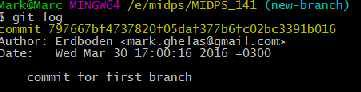 Mark@Marc MINGW64 /e/midps/MIDPS_141 (new-branch)
$ git log
commit 797667bf4737820f05daf377b6fc02bc3391b016
Author: Erdboden <mark.ghelas@gmail.com>
Date: Wed Mar 30 17:00:16 2016 +0300
commit for first branch